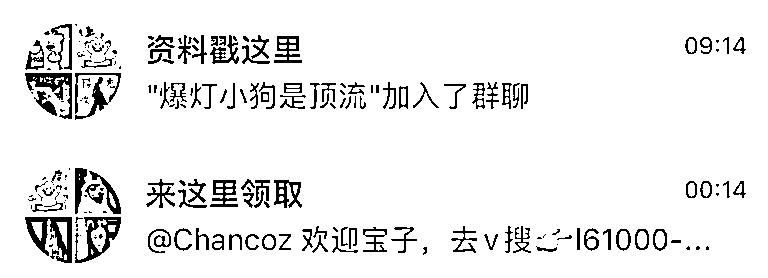 资料戳这里
09:14
"爆灯小狗是顶流"加入了群聊
来这里领取
00:14
@Chancoz 欢迎宝子，去v搜👉l61000-...